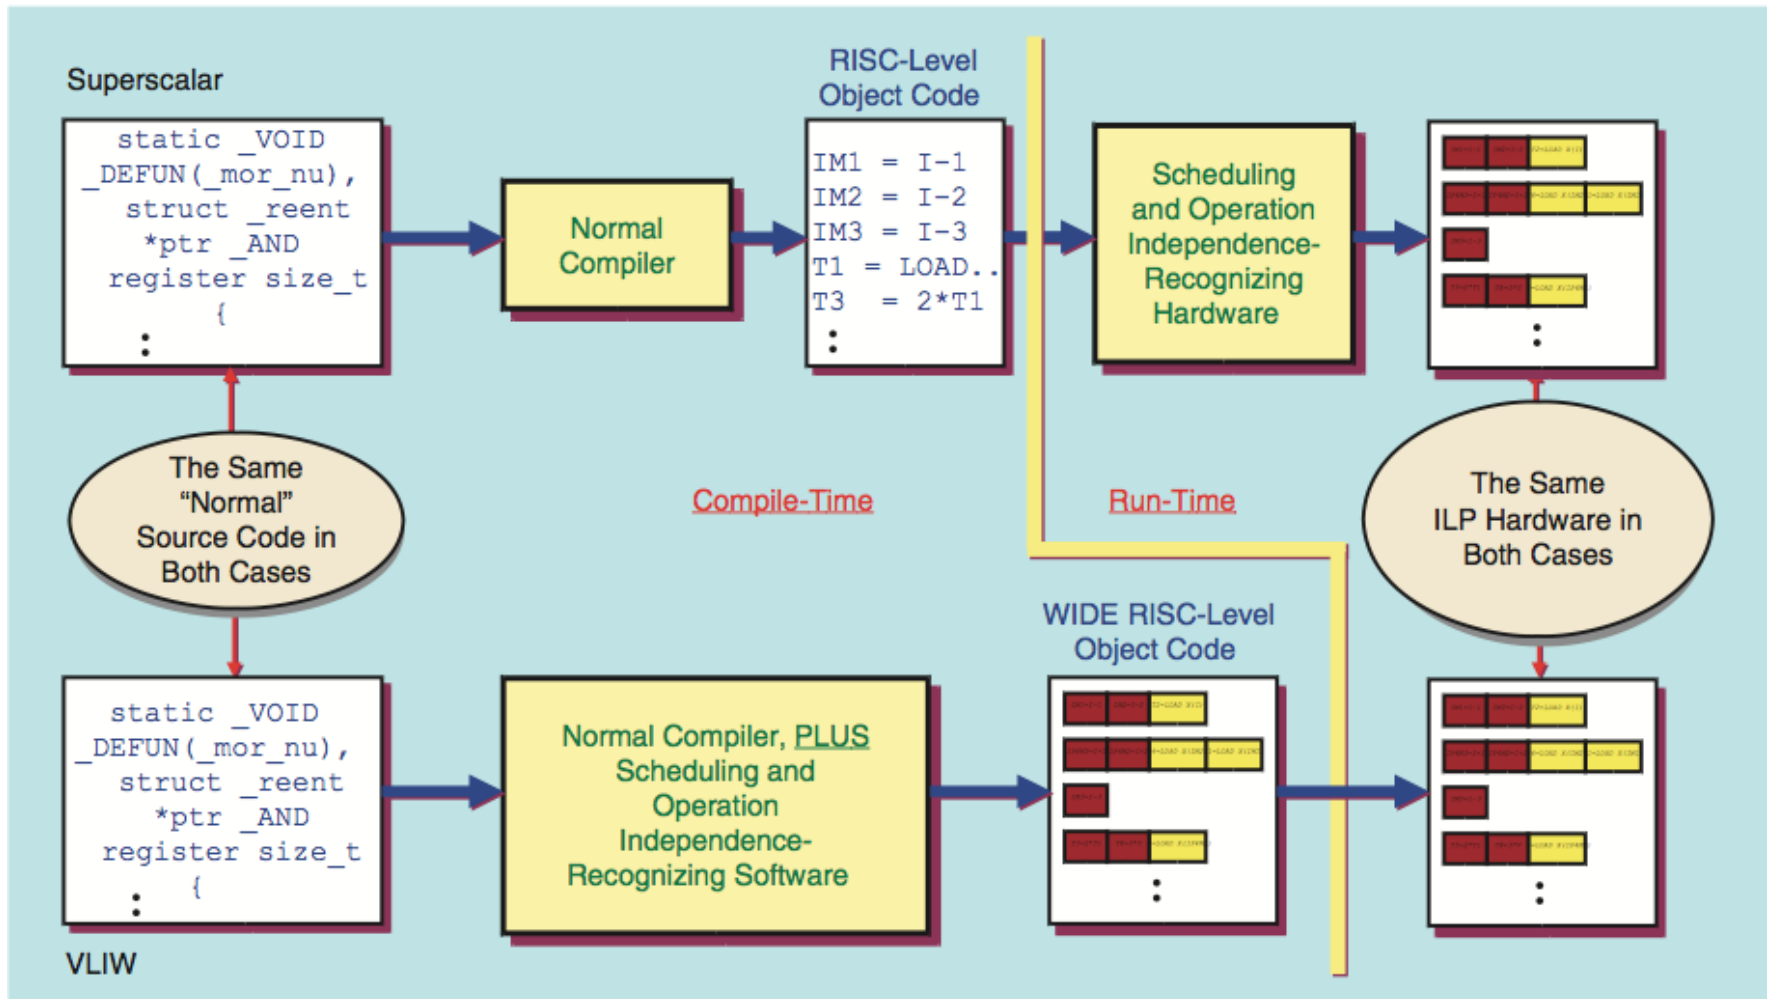 Superscalar
static _VOID
_DEFUN(_mor_nu),
struct _reent
*ptr _AND
register size_t
{
:
Normal
Compiler
RISC-Level
Object Code
IM1 = I-1
IM2 = I-2
IM3 = I-3
T1 = LOAD..
T3 = 2*T1
:
Scheduling
and Operation
Independence-
Recognizing
Hardware
:
The Same
“Normal”
Source Code in
Both Cases
Compile-Time
Run-Time
The Same
ILP Hardware in
Both Cases
static _VOID
_DEFUN(_mor_nu),
struct _reent
*ptr _AND
register size_t
{
:
Normal Compiler, PLUS
Scheduling and
Operation
Independence-
Recognizing Software
WIDE RISC-Level
Object Code
:
:
VLIW